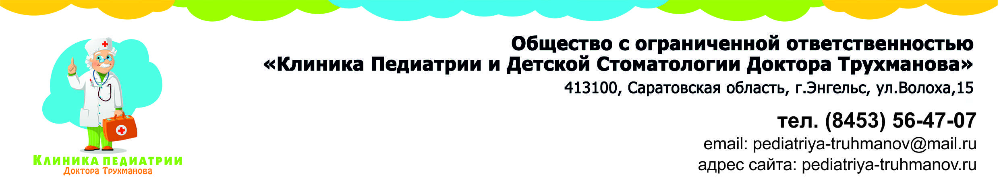 Общество с ограниченной ответственностью
«Клиника Педиатрии и Детской Стоматологии Доктора Трухманова»
413100, Саратовская область, г.Энгельс, ул.Волоха,15
тел. (8453) 56-47-07
email: pediatriya-truhmanov@mail.ru
адрес сайта: pediatriya-truhmanov.ru
Клиника педиатрии
Доктора Трухманова